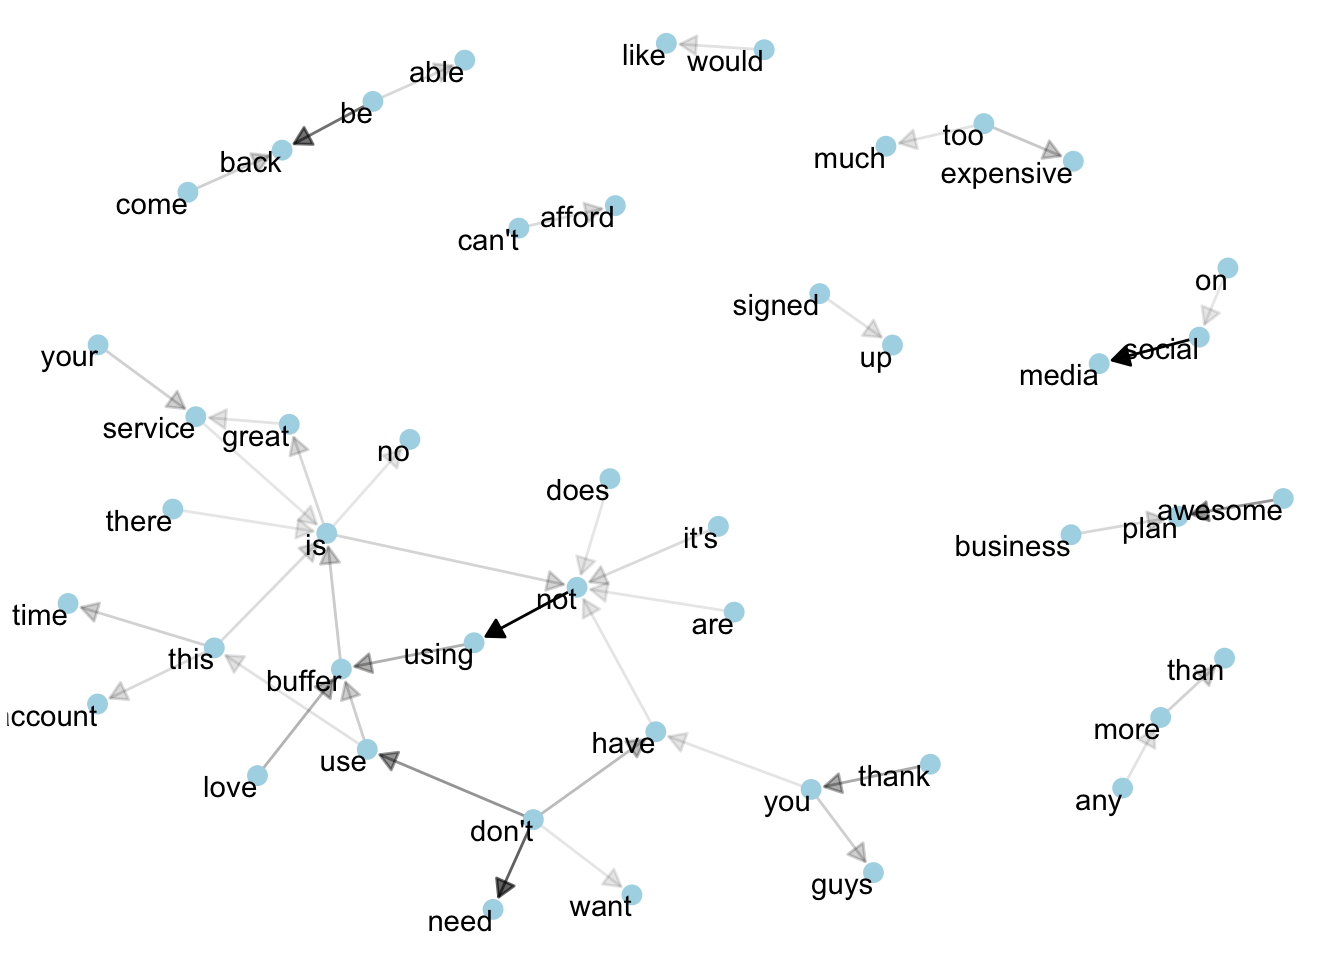 like
would
able
be
back
come
too
much
expensive
can't
afford
on
signed
social
up
media
your
service
great
no
does
there
it's
is
awesome
plan
business
not
time
are
this
using
than
buffer
ccount
more
have
use
love
thank
you
any
don't
guys
want
need